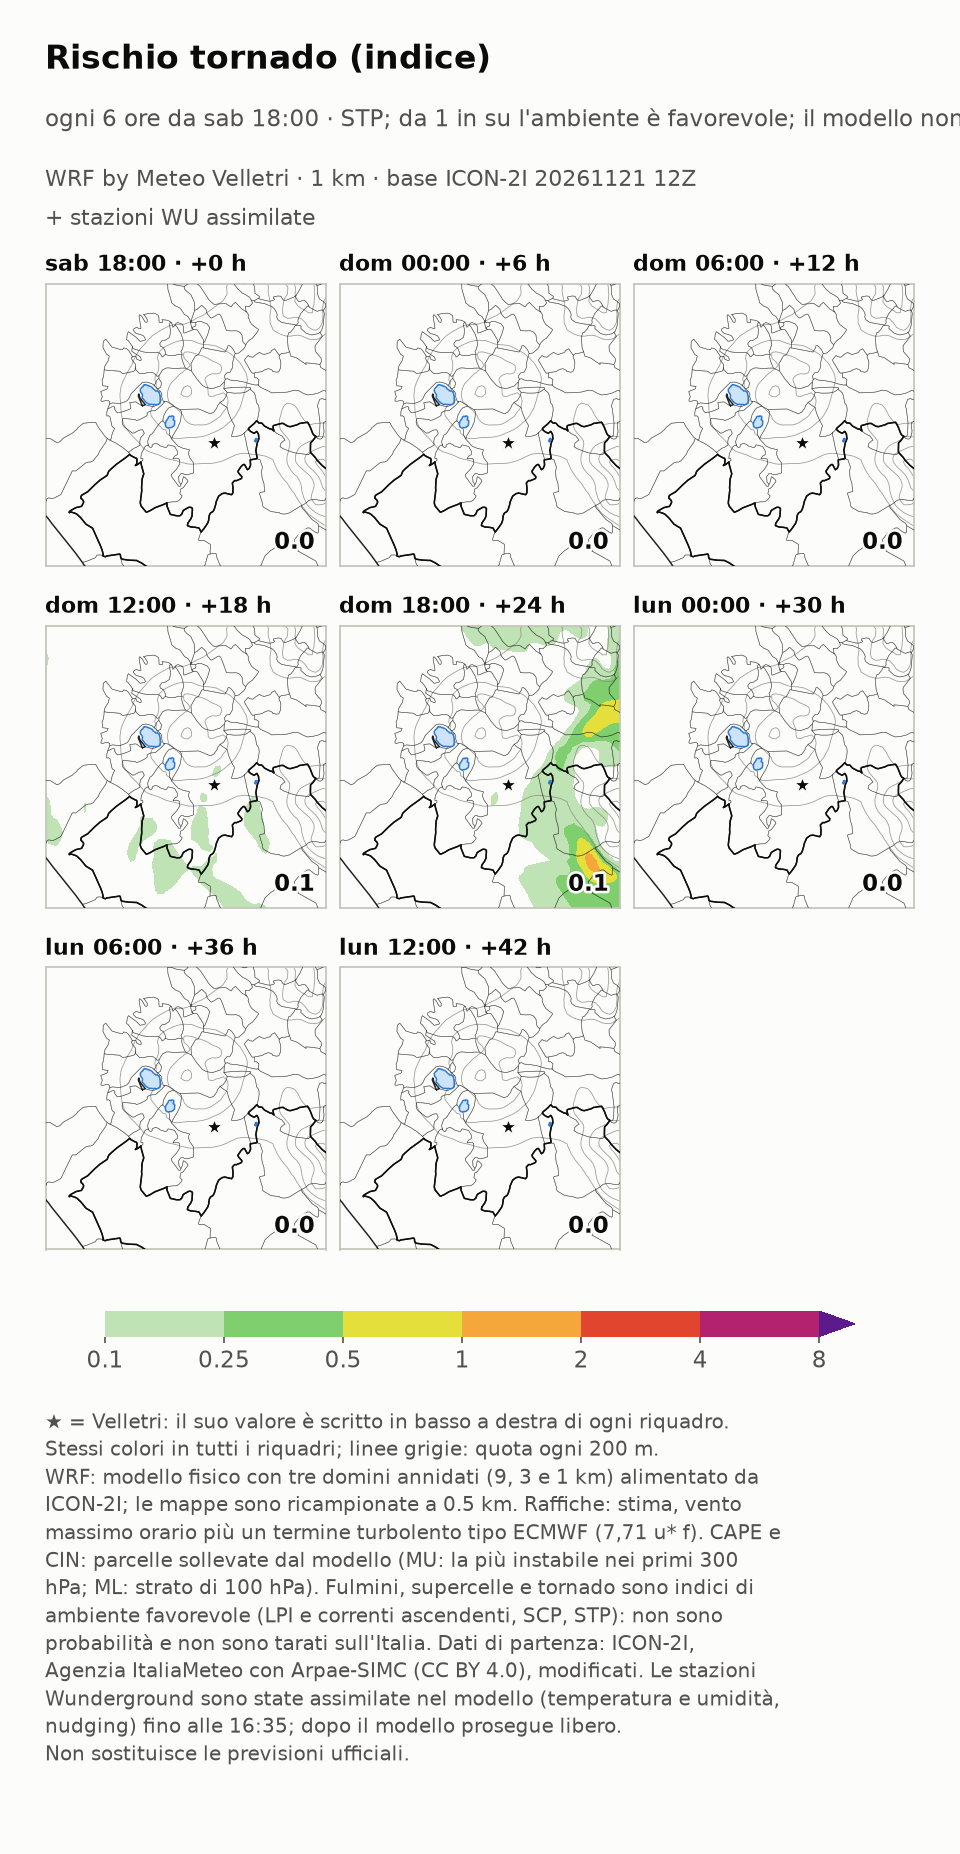 Rischio tornado (indice)
ogni 6 ore da sab 18:00 · STP; da 1 in su l'ambiente è favorevole; il modello non
WRF by Meteo Velletri · 1 km · base ICON-2I 20261121 12Z
+ stazioni WU assimilate
sab 18:00 · +0 h
dom 00:00 · +6 h
dom 06:00 · +12 h
0.0
0.0
0.0
dom 12:00 · +18 h
dom 18:00 · +24 h
lun 00:00 · +30 h
0.1
0.1
0.0
lun 06:00 · +36 h
lun 12:00 · +42 h
0.0
0.0
0.1
0.25
0.5
1
2
4
8
★ = Velletri: il suo valore è scritto in basso a destra di ogni riquadro.
Stessi colori in tutti i riquadri; linee grigie: quota ogni 200 m.
WRF: modello fisico con tre domini annidati (9, 3 e 1 km) alimentato da
ICON-2I; le mappe sono ricampionate a 0.5 km. Raffiche: stima, vento
massimo orario più un termine turbolento tipo ECMWF (7,71 u* f). CAPE e
CIN: parcelle sollevate dal modello (MU: la più instabile nei primi 300
hPa; ML: strato di 100 hPa). Fulmini, supercelle e tornado sono indici di
ambiente favorevole (LPI e correnti ascendenti, SCP, STP): non sono
probabilità e non sono tarati sull'Italia. Dati di partenza: ICON-2I,
Agenzia ItaliaMeteo con Arpae-SIMC (CC BY 4.0), modificati. Le stazioni
Wunderground sono state assimilate nel modello (temperatura e umidità,
nudging) fino alle 16:35; dopo il modello prosegue libero.
Non sostituisce le previsioni ufficiali.